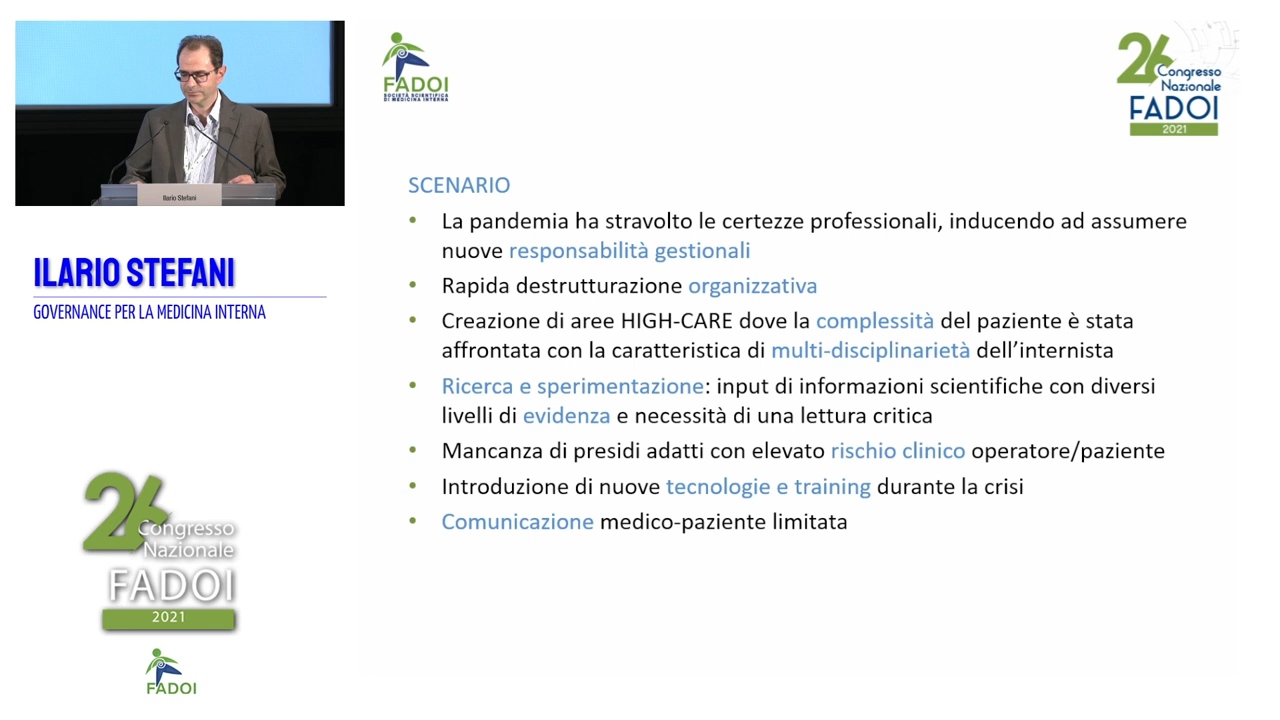 Ilario Stefani
ILARIO STEFANI
GOVERNANCE PER LA MEDICINA INTERNA
26
Congresso
Nazionale
FADOI
2021
FADOI
FADOI
SOCIETÀ SCIENTIFICA
DI MEDICINA INTERNA
26
Congresso
Nazionale
FADOI
2021
SCENARIO
• La pandemia ha stravolto le certezze professionali, inducendo ad assumere
nuove responsabilità gestionali
• Rapida destrutturazione organizzativa
• Creazione di aree HIGH-CARE dove la complessità del paziente è stata
affrontata con la caratteristica di multi-disciplinarietà dell'internista
• Ricerca e sperimentazione: input di informazioni scientifiche con diversi
livelli di evidenza e necessità di una lettura critica
• Mancanza di presidi adatti con elevato rischio clinico operatore/paziente
• Introduzione di nuove tecnologie e training durante la crisi
• Comunicazione medico-paziente limitata